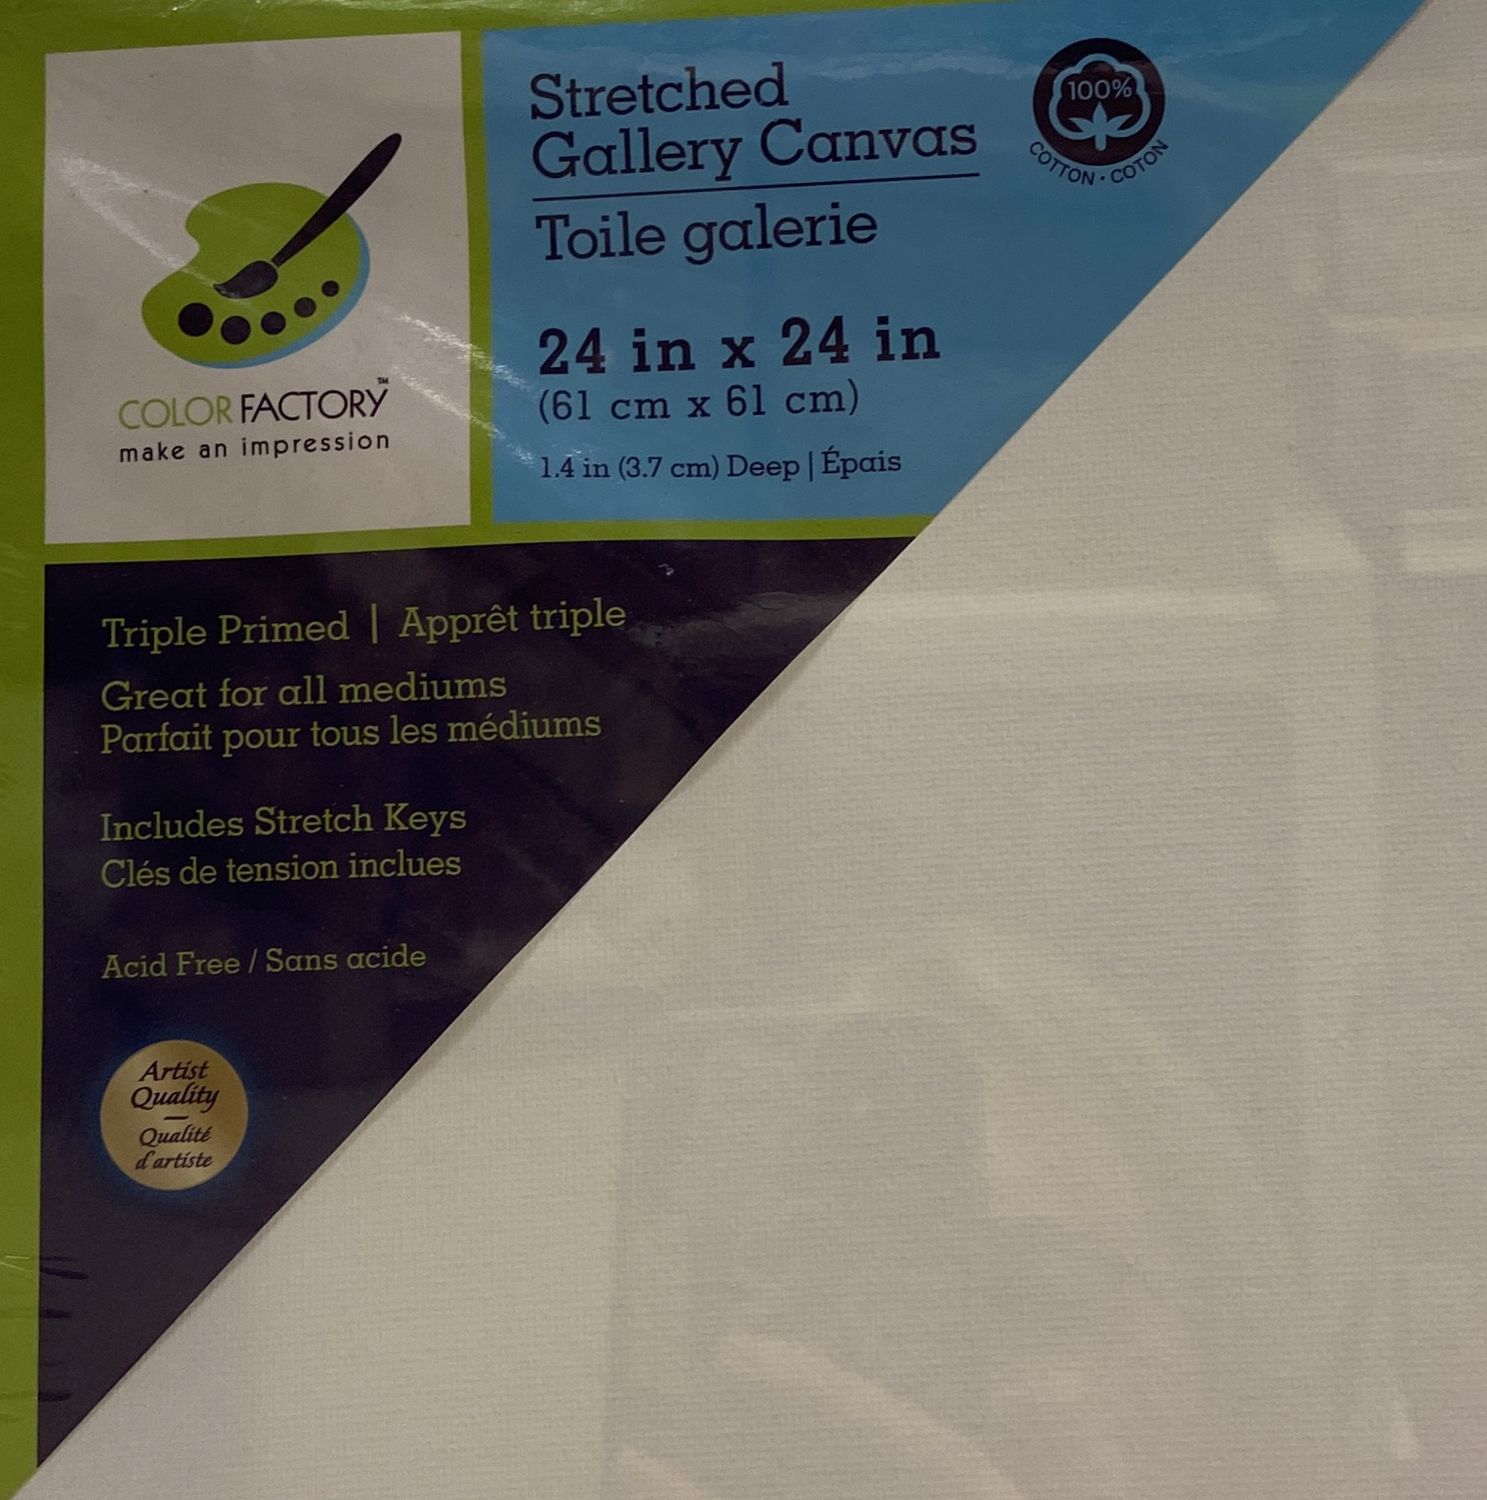 COLOR FACTORY™
make an impression
Stretched
Gallery Canvas
Toile galerie
24 in x 24 in
(61 cm x 61 cm)
1.4 in (3.7 cm) Deep | Épais
100%
COTTON · COTON
Triple Primed | Apprêt triple
Great for all mediums
Parfait pour tous les médiums
Includes Stretch Keys
Clés de tension inclues
Acid Free / Sans acide
Artist
Quality
Qualité
d'artiste